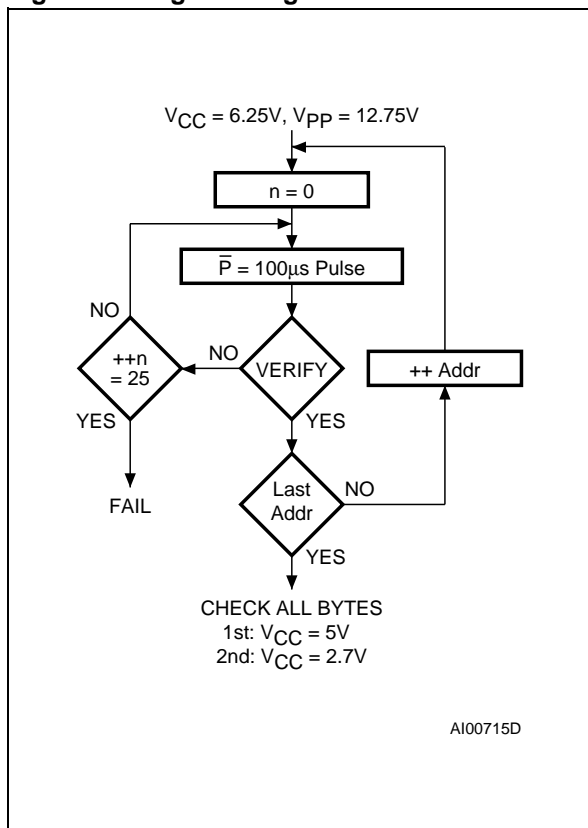 VCC = 6.25V, VPP = 12.75V
n = 0
P̅ = 100μs Pulse
NO
++n
= 25
NO
VERIFY
++ Addr
YES
YES
FAIL
Last
Addr
NO
YES
CHECK ALL BYTES
1st: VCC = 5V
2nd: VCC = 2.7V
AI00715D